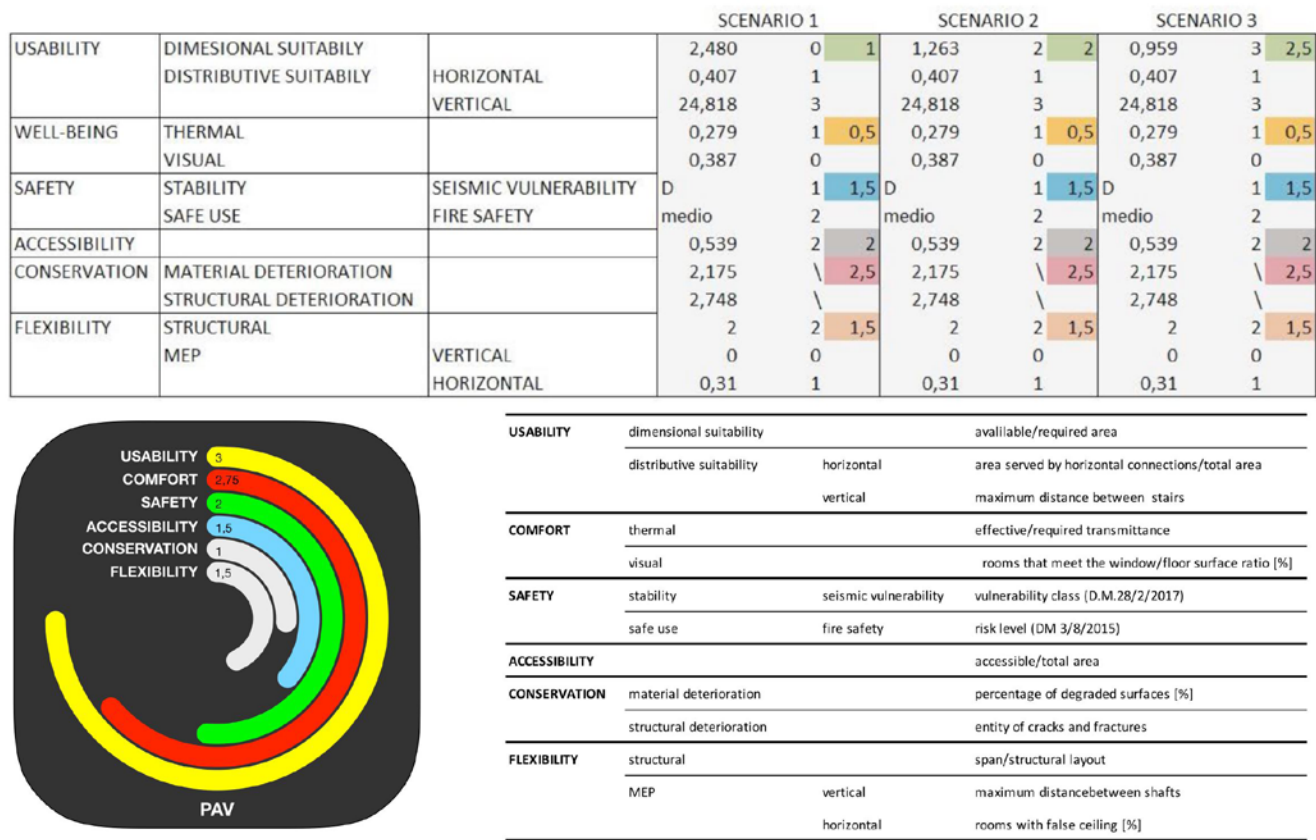 SCENARIO 1 SCENARIO 2 SCENARIO 3
USABILITY DIMESIONAL SUITABILY 2,480 0 1 1,263 2 2 0,959 3 2,5
DISTRIBUTIVE SUITABILY HORIZONTAL 0,407 1 0,407 1 0,407 1
VERTICAL 24,818 3 24,818 3 24,818 3
WELL-BEING THERMAL 0,279 1 0,5 0,279 1 0,5 0,279 1 0,5
VISUAL 0,387 0 0,387 0 0,387 0
SAFETY STABILITY SEISMIC VULNERABILITY D 1 1,5 D 1 1,5 D 1 1,5
SAFE USE FIRE SAFETY medio 2 medio 2 medio 2
ACCESSIBILITY 0,539 2 2 0,539 2 2 0,539 2 2
CONSERVATION MATERIAL DETERIORATION 2,175 \ 2,5 2,175 \ 2,5 2,175 \ 2,5
STRUCTURAL DETERIORATION 2,748 \ 2,748 \ 2,748 \
FLEXIBILITY STRUCTURAL 2 2 1,5 2 2 1,5 2 2 1,5
MEP VERTICAL 0 0 0 0 0 0
HORIZONTAL 0,31 1 0,31 1 0,31 1
USABILITY 3
COMFORT 2,75
SAFETY 2
ACCESSIBILITY 1,5
CONSERVATION 1
FLEXIBILITY 1,5
PAV
USABILITY dimensional suitability avalilable/required area
distributive suitability horizontal area served by horizontal connections/total area
vertical maximum distance between stairs
COMFORT thermal effective/required transmittance
visual rooms that meet the window/floor surface ratio [%]
SAFETY stability seismic vulnerability vulnerability class (D.M.28/2/2017)
safe use fire safety risk level (DM 3/8/2015)
ACCESSIBILITY accessible/total area
CONSERVATION material deterioration percentage of degraded surfaces [%]
structural deterioration entity of cracks and fractures
FLEXIBILITY structural span/structural layout
MEP vertical maximum distancebetween shafts
horizontal rooms with false ceiling [%]